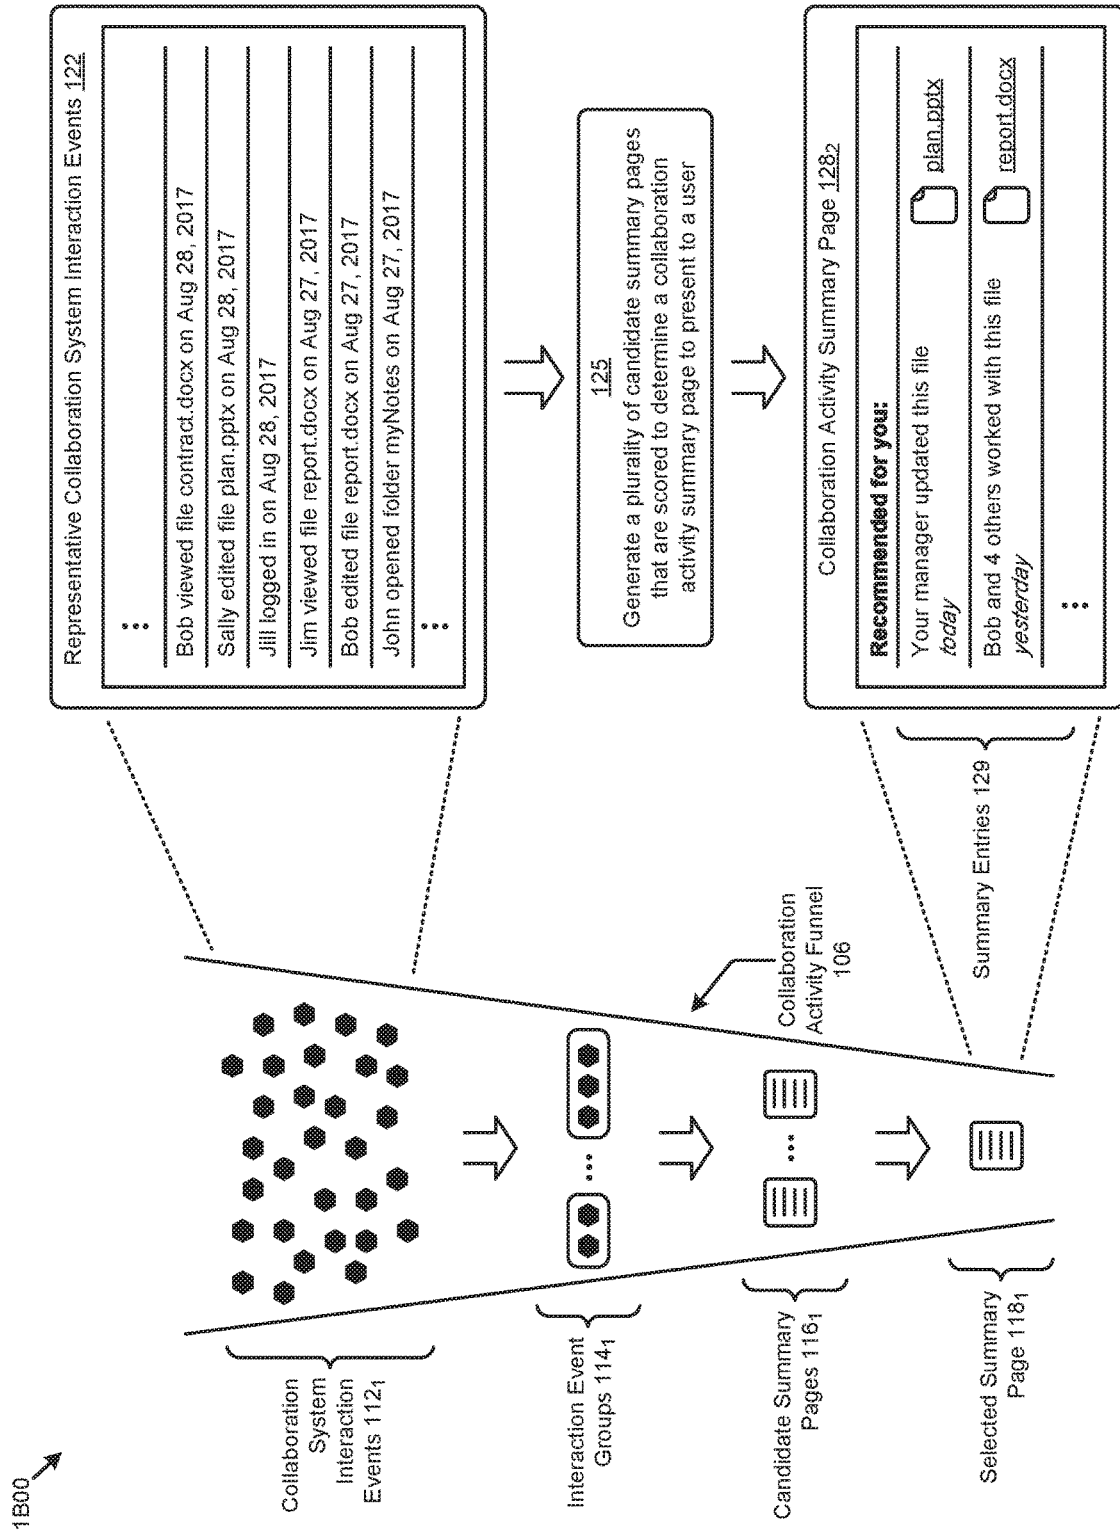 1B00
Collaboration
System
Interaction
Events 112₁
Interaction Event
Groups 114₁
Candidate Summary
Pages 116₁
Selected Summary
Page 118₁
...
...
Collaboration
Activity Funnel
106
Summary Entries 129
Representative Collaboration System Interaction Events 122
...
Bob viewed file contract.docx on Aug 28, 2017
Sally edited file plan.pptx on Aug 28, 2017
Jill logged in on Aug 28, 2017
Jim viewed file report.docx on Aug 27, 2017
Bob edited file report.docx on Aug 27, 2017
John opened folder myNotes on Aug 27, 2017
...
125
Generate a plurality of candidate summary pages
that are scored to determine a collaboration
activity summary page to present to a user
Collaboration Activity Summary Page 128₂
Recommended for you:
Your manager updated this file
today
plan.pptx
Bob and 4 others worked with this file
yesterday
report.docx
...